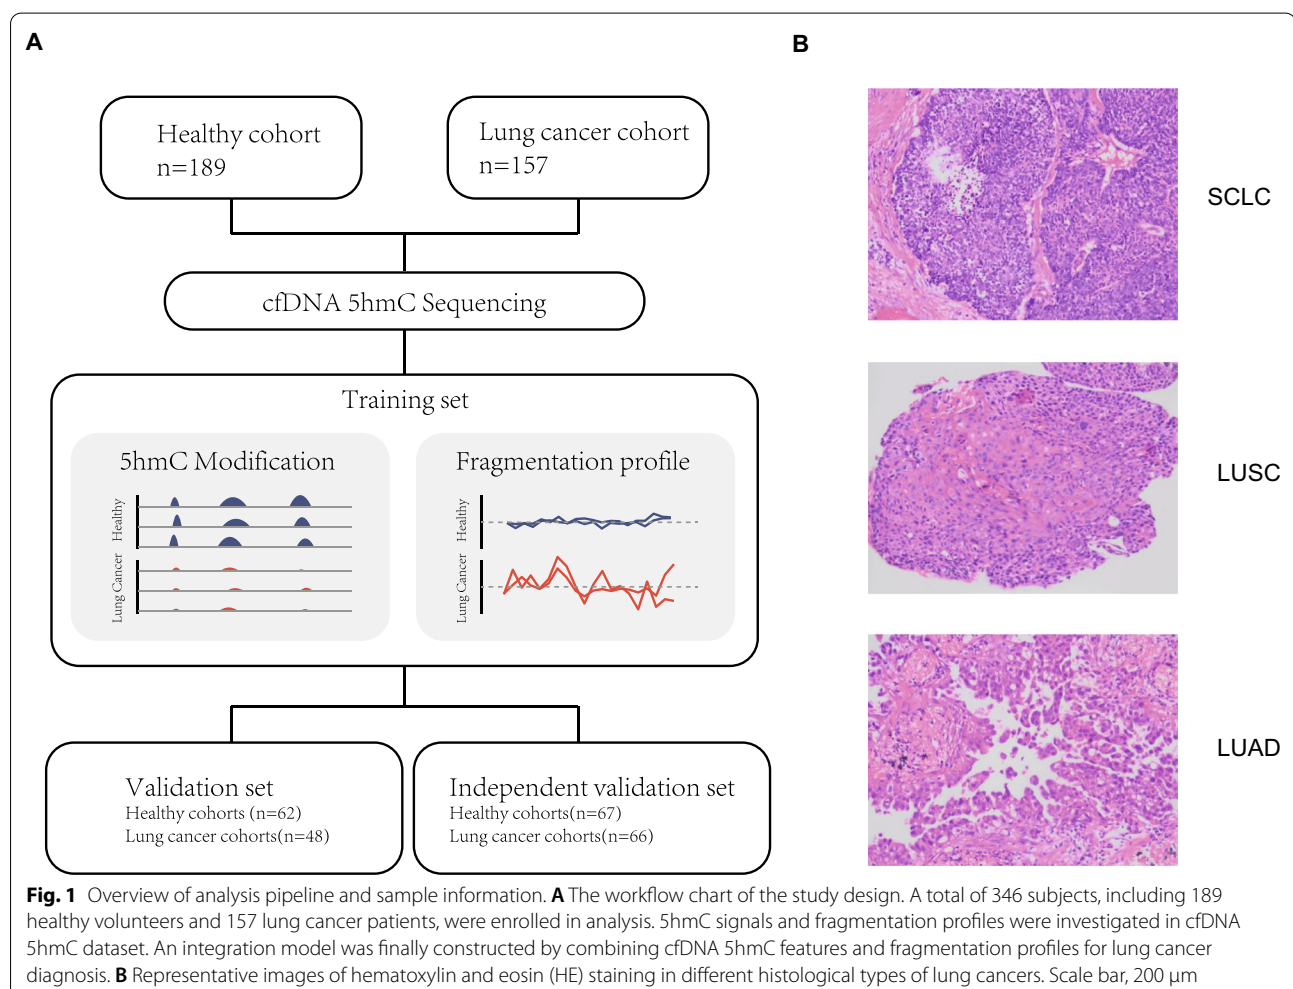 A
B
Healthy cohort
n=189
Lung cancer cohort
n=157
cfDNA 5hmC Sequencing
Training set
5hmC Modification
Healthy
Lung Cancer
Fragmentation profile
Healthy
Lung Cancer
Validation set
Healthy cohorts (n=62)
Lung cancer cohorts(n=48)
Independent validation set
Healthy cohorts(n=67)
Lung cancer cohorts(n=66)
SCLC
LUSC
LUAD
Fig. 1 Overview of analysis pipeline and sample information. A The workflow chart of the study design. A total of 346 subjects, including 189
healthy volunteers and 157 lung cancer patients, were enrolled in analysis. 5hmC signals and fragmentation profiles were investigated in cfDNA
5hmC dataset. An integration model was finally constructed by combining cfDNA 5hmC features and fragmentation profiles for lung cancer
diagnosis. B Representative images of hematoxylin and eosin (HE) staining in different histological types of lung cancers. Scale bar, 200 μm